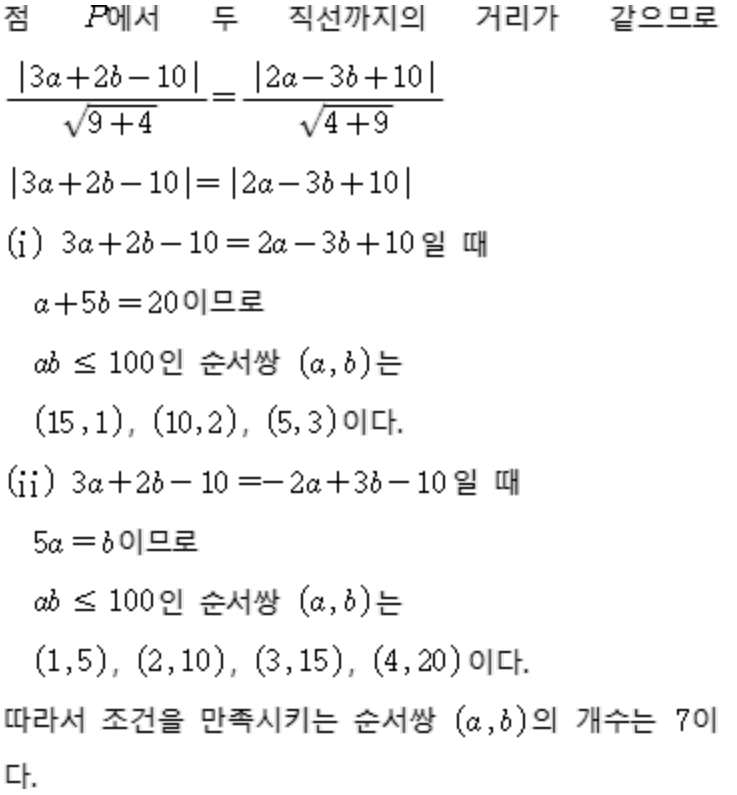 점 P에서 두 직선까지의 거리가 같으므로
|3a+2b-10|/√(9+4) = |2a-3b+10|/√(4+9)
|3a+2b-10|=|2a-3b+10|
(i) 3a+2b-10=2a-3b+10일 때
a+5b=20이므로
ab ≤ 100인 순서쌍 (a, b)는
(15, 1), (10, 2), (5, 3)이다.
(ii) 3a+2b-10=-2a+3b-10일 때
5a=b이므로
ab ≤ 100인 순서쌍 (a, b)는
(1, 5), (2, 10), (3, 15), (4, 20)이다.
따라서 조건을 만족시키는 순서쌍 (a, b)의 개수는 7이
다.